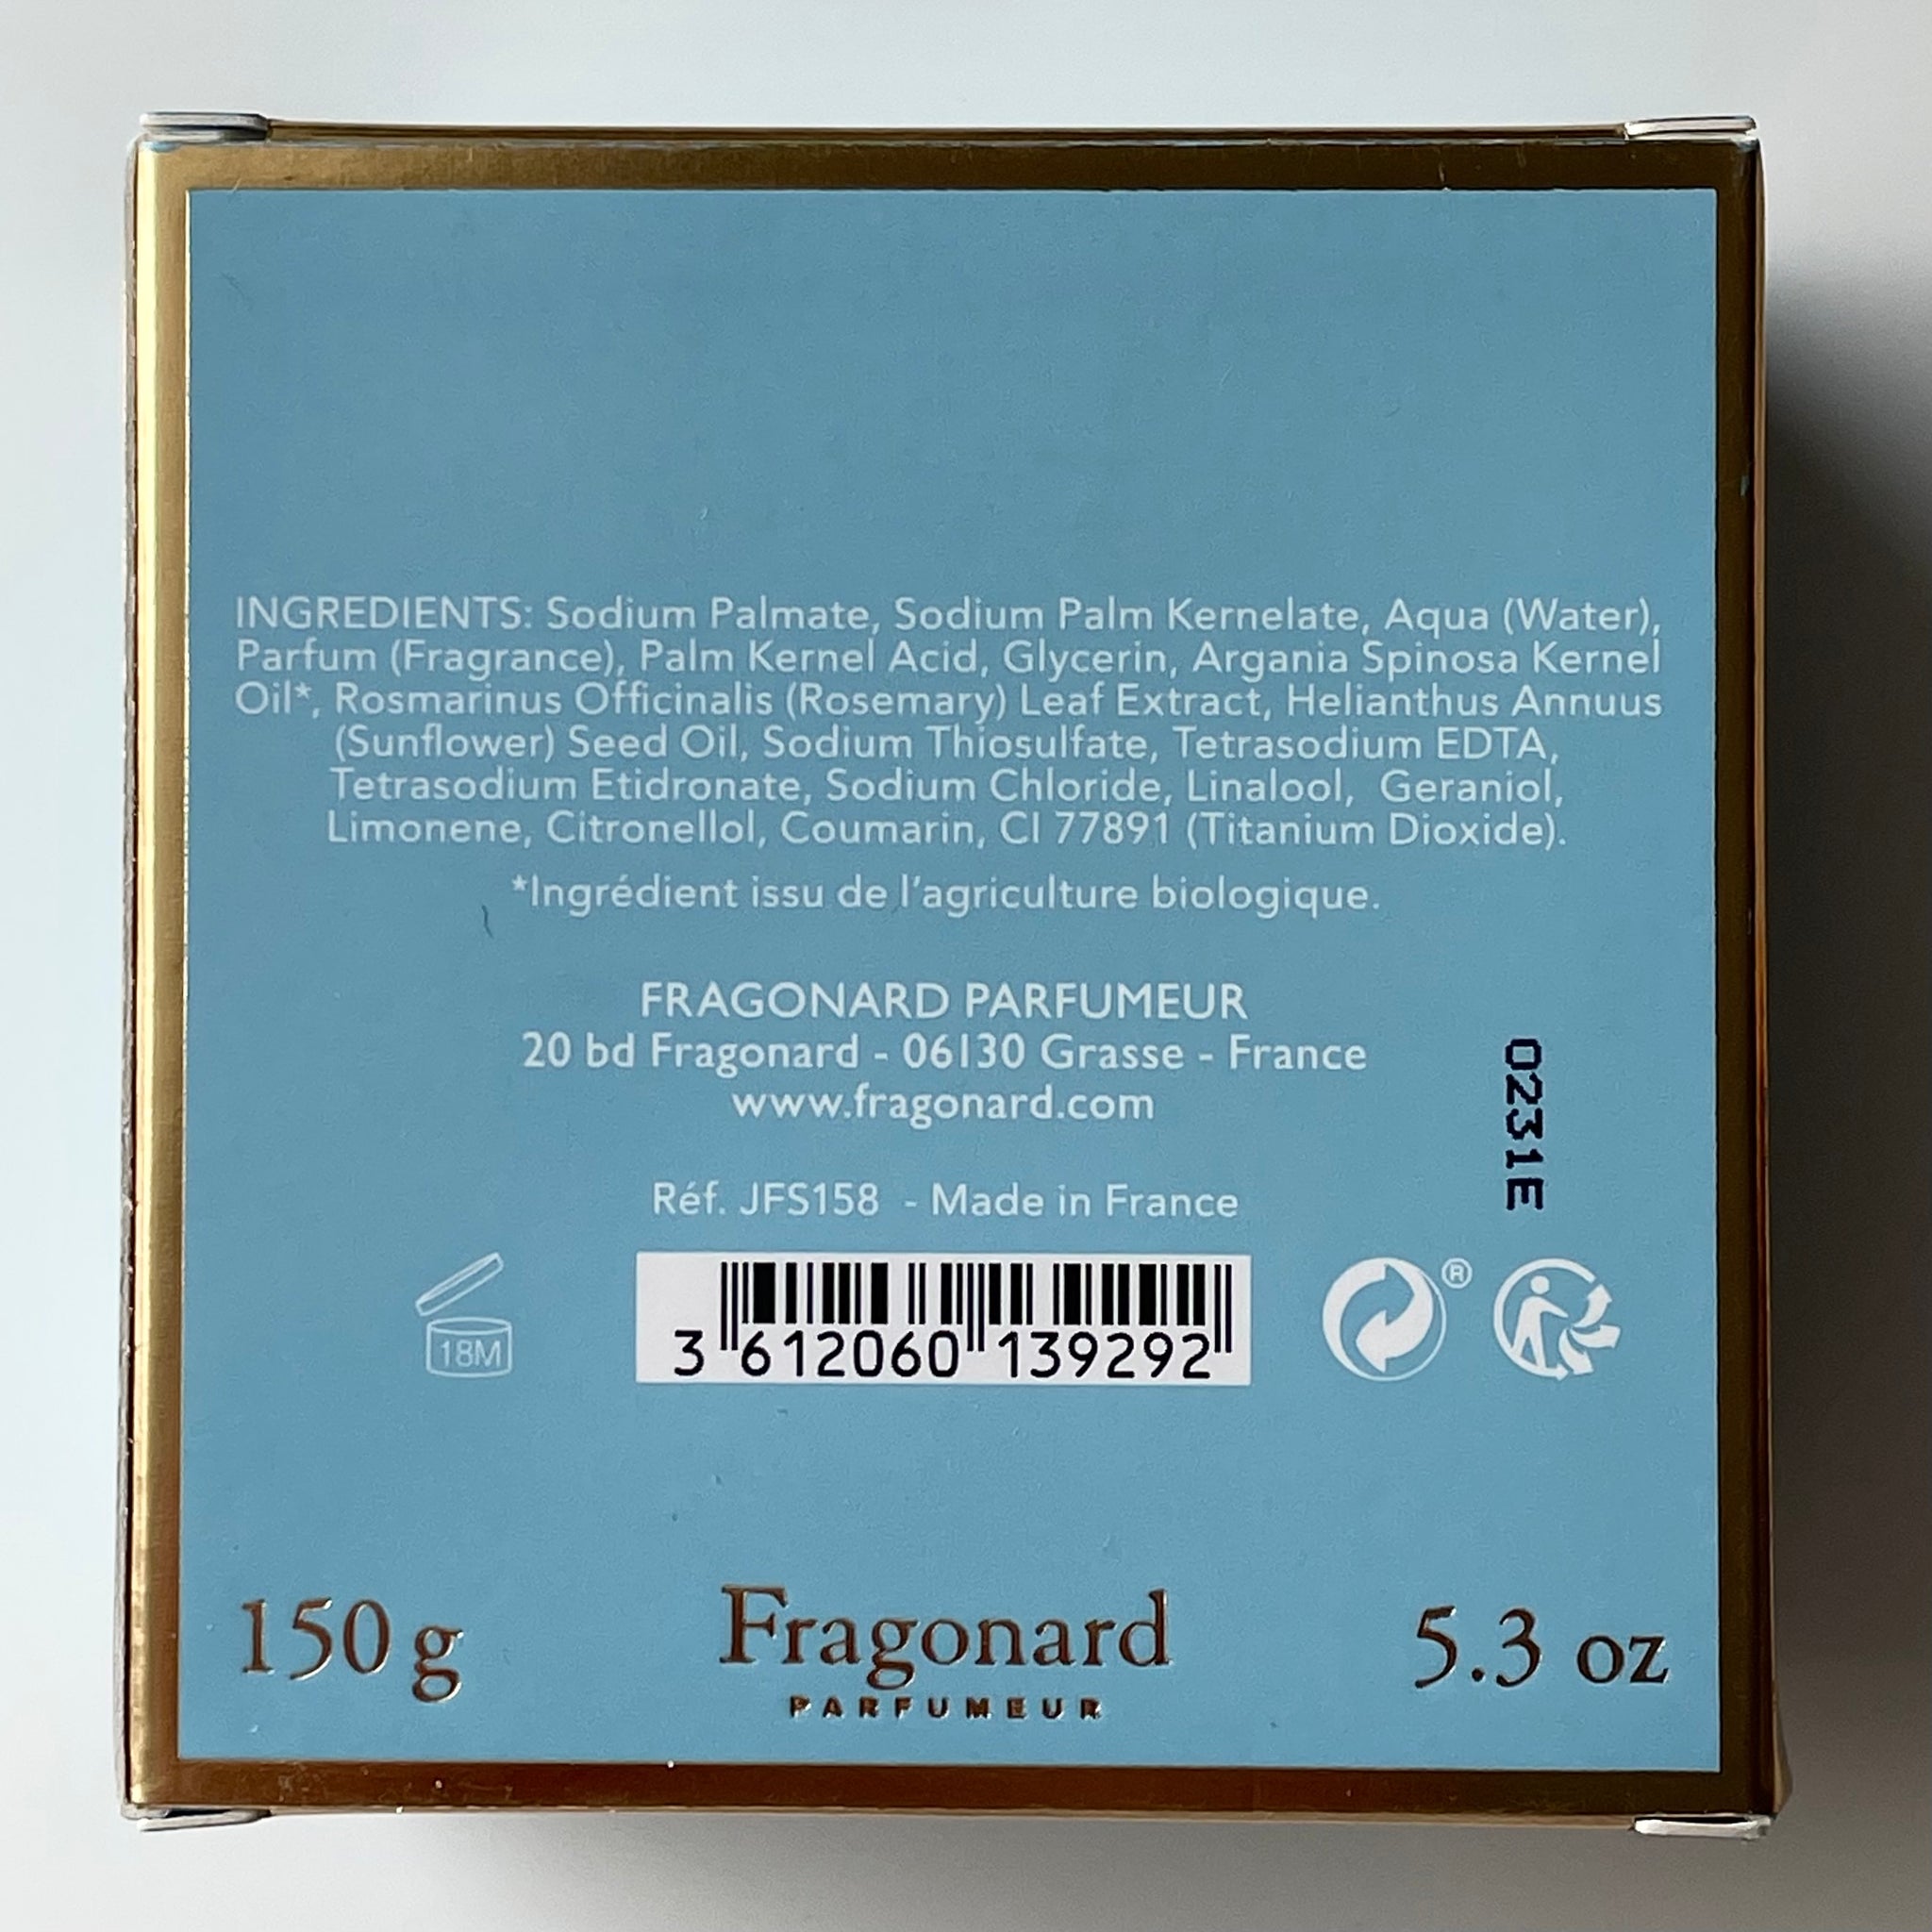 INGREDIENTS: Sodium Palmate, Sodium Palm Kernelate, Aqua (Water),
Parfum (Fragrance), Palm Kernel Acid, Glycerin, Argania Spinosa Kernel
Oil*, Rosmarinus Officinalis (Rosemary) Leaf Extract, Helianthus Annuus
(Sunflower) Seed Oil, Sodium Thiosulfate, Tetrasodium EDTA,
Tetrasodium Etidronate, Sodium Chloride, Linalool, Geraniol,
Limonene, Citronellol, Coumarin, CI 77891 (Titanium Dioxide).
*Ingrédient issu de l'agriculture biologique.
FRAGONARD PARFUMEUR
20 bd Fragonard - 06130 Grasse - France
www.fragonard.com
0231E
Réf. JFS158 - Made in France
18M
3 612060 139292
®
150 g
Fragonard
PARFUMEUR
5.3 oz